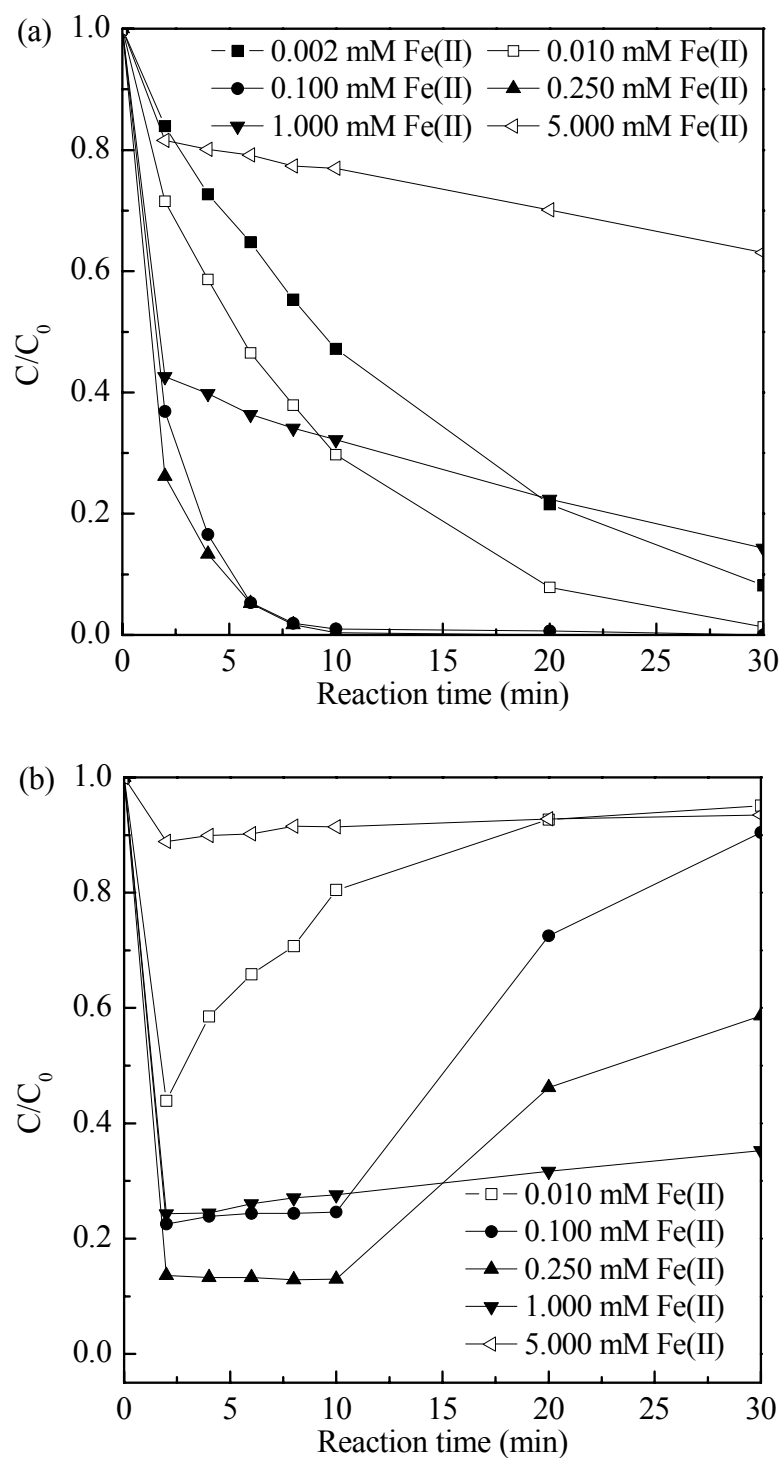 (a)
1.0
0.002 mM Fe(II) 0.010 mM Fe(II)
0.100 mM Fe(II) 0.250 mM Fe(II)
1.000 mM Fe(II) 5.000 mM Fe(II)
0.8
0.6
C/C₀
0.4
0.2
0.0
0 5 10 15 20 25 30
Reaction time (min)
(b)
1.0
0.8
0.6
C/C₀
0.4
0.2
0.0
0.010 mM Fe(II)
0.100 mM Fe(II)
0.250 mM Fe(II)
1.000 mM Fe(II)
5.000 mM Fe(II)
0 5 10 15 20 25 30
Reaction time (min)